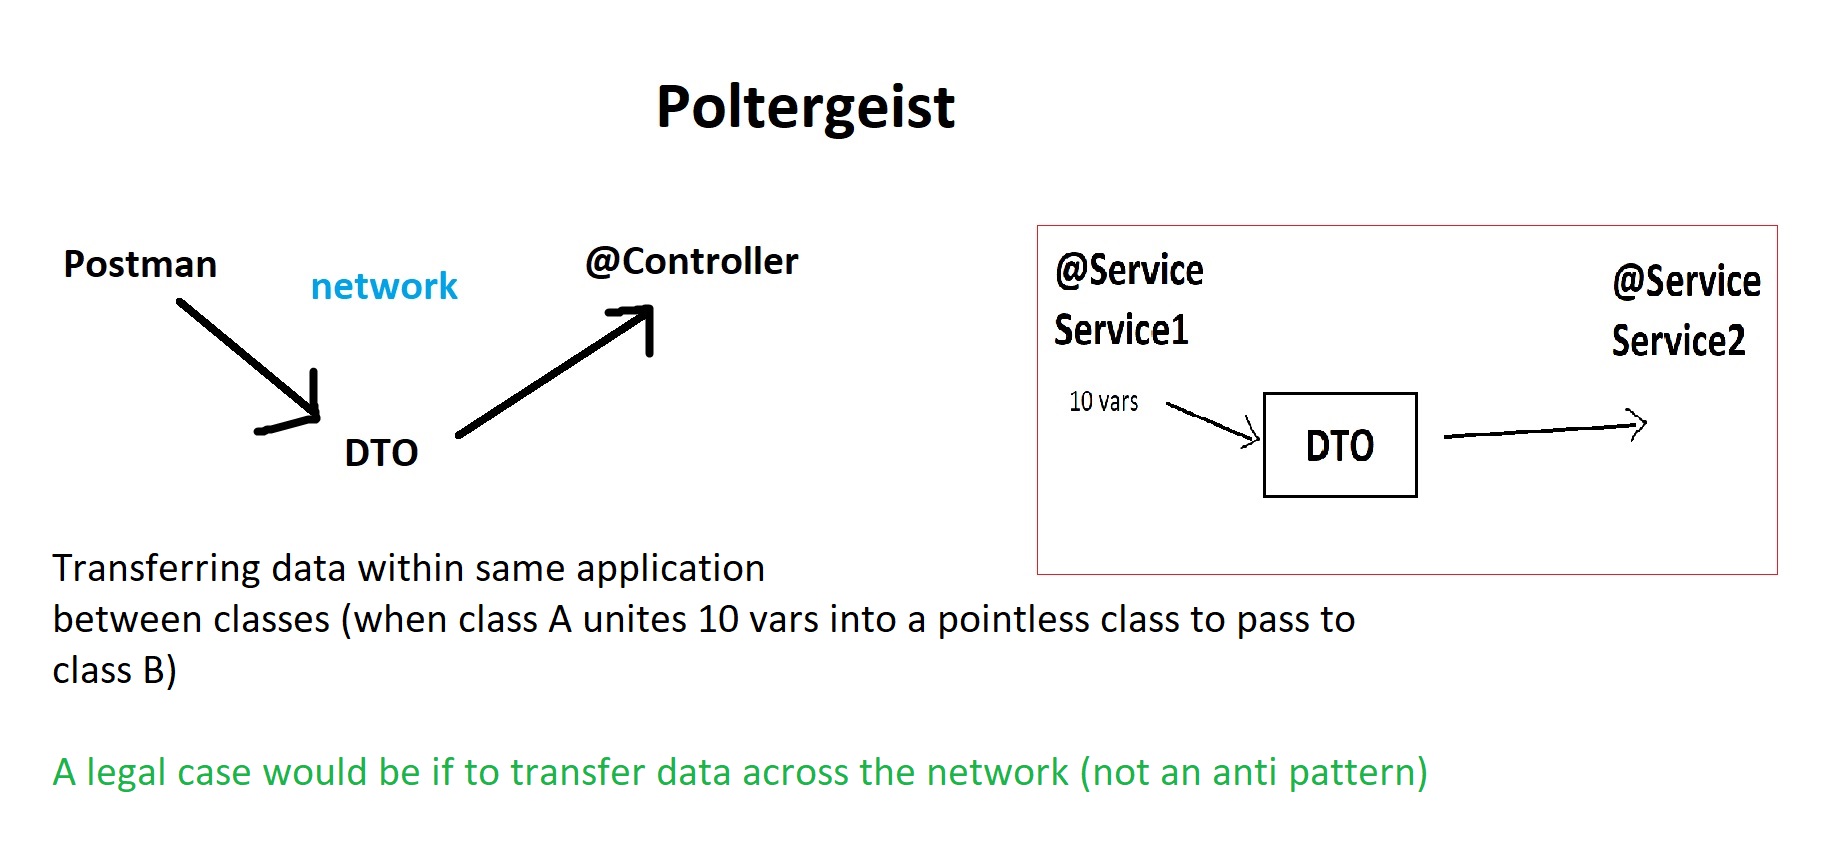 Poltergeist
Postman
network
@Controller
DTO
@Service
Service1
@Service
Service2
10 vars
DTO
Transferring data within same application
between classes (when class A unites 10 vars into a pointless class to pass to
class B)
A legal case would be if to transfer data across the network (not an anti pattern)